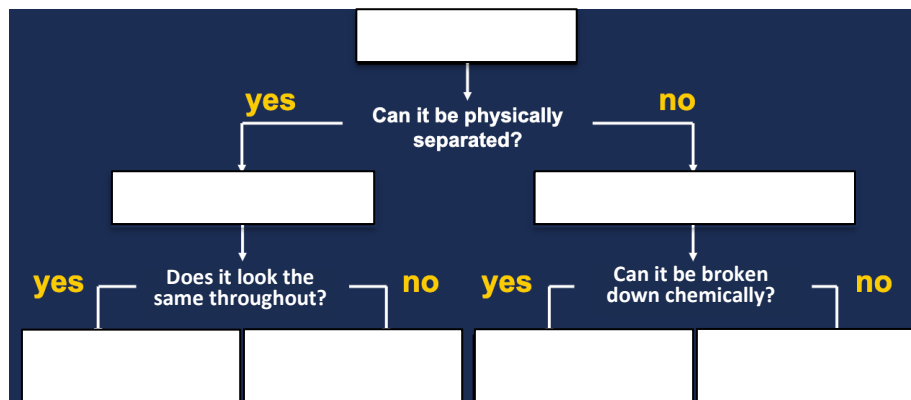 yes
no
Can it be physically
separated?
yes
Does it look the
same throughout?
no
yes
Can it be broken
down chemically?
no